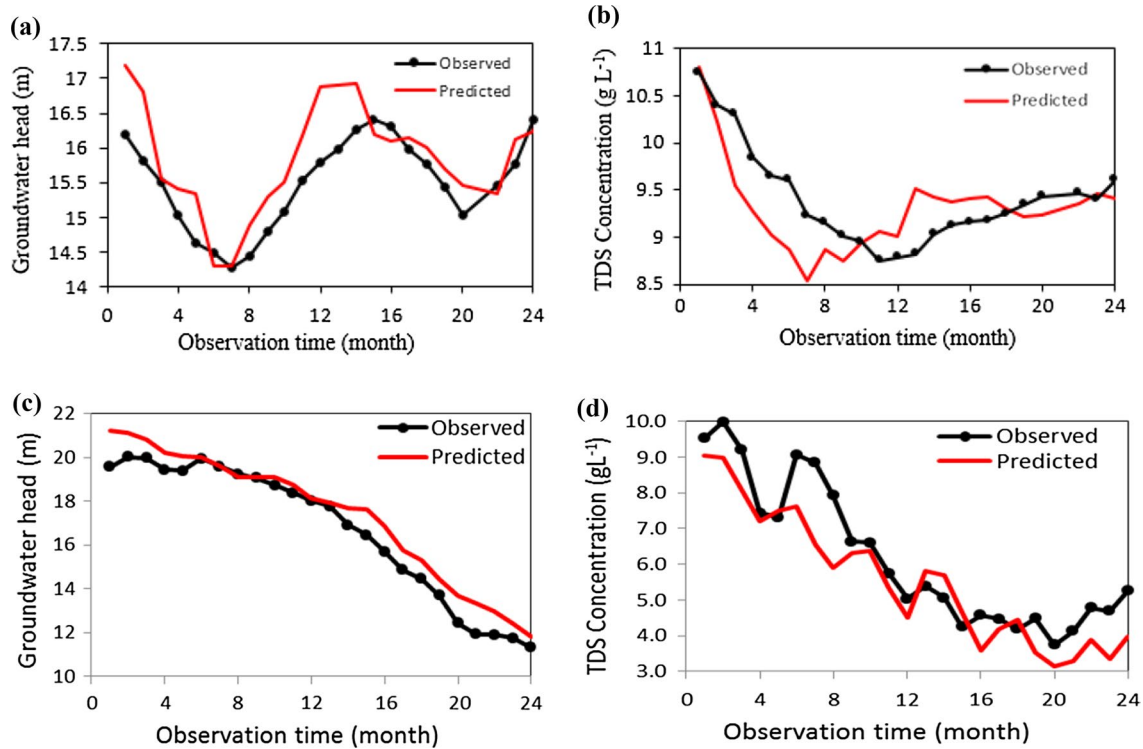 (a)
17.5
17
16.5
16
15.5
15
14.5
14
Groundwater head (m)
Observed
Predicted
0 4 8 12 16 20 24
Observation time (month)
(b)
11
10.5
10
9.5
9
8.5
TDS Concentration (g L-1)
Observed
Predicted
0 4 8 12 16 20 24
Observation time (month)
(c)
22
20
18
16
14
12
10
Groundwater head (m)
Observed
Predicted
0 4 8 12 16 20 24
Observation time (month)
(d)
10.0
9.0
8.0
7.0
6.0
5.0
4.0
3.0
TDS Concentration (gL-1)
Observed
Predicted
0 4 8 12 16 20 24
Observation time (month)